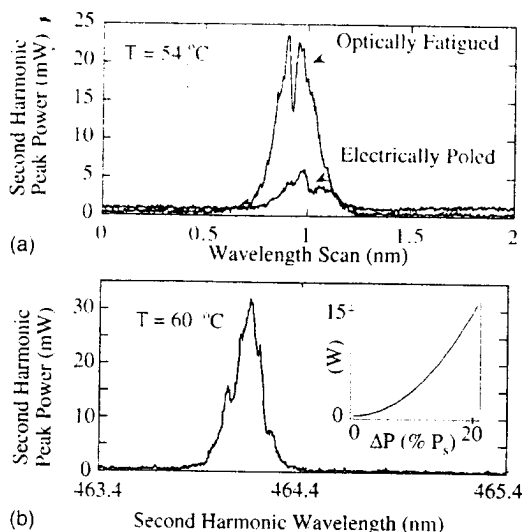 Second Harmonic
Peak Power (mW)
25
20
15
10
5
0
T = 54 °C
Optically Fatigued
Electrically Poled
0
0.5
1
1.5
2
(a)
Wavelength Scan (nm)
Second Harmonic
Peak Power (mW)
30
20
10
0
T = 60 °C
15
(W)
0
0
20
ΔP (% Ps)
463.4
464.4
465.4
(b)
Second Harmonic Wavelength (nm)